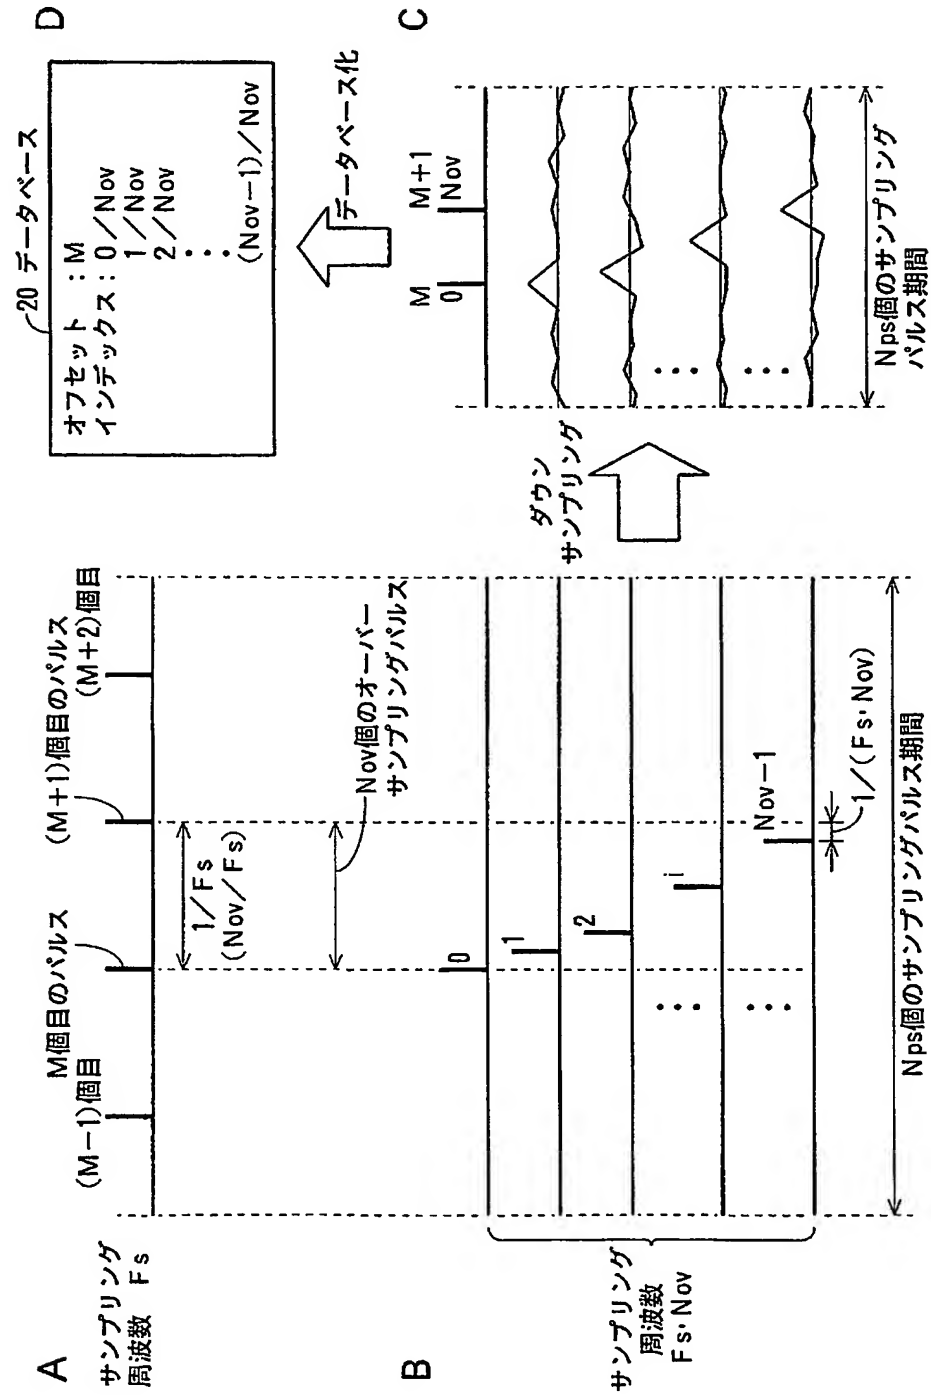 A
サンプリング
周波数 Fs
(M−1)個目
M個目のパルス
(M+1)個目のパルス
(M+2)個目
1/Fs
(Nov/Fs)
Nov個のオーバー
サンプリングパルス
B
サンプリング
周波数
Fs·Nov
0
1
2
i
Nov−1
1/(Fs·Nov)
Nps個のサンプリングパルス期間
ダウン
サンプリング
C
M
0
M+1
Nov
Nps個のサンプリング
パルス期間
データベース化
D
20 データベース
オフセット :M
インデックス:0/Nov
1/Nov
2/Nov
(Nov−1)/Nov